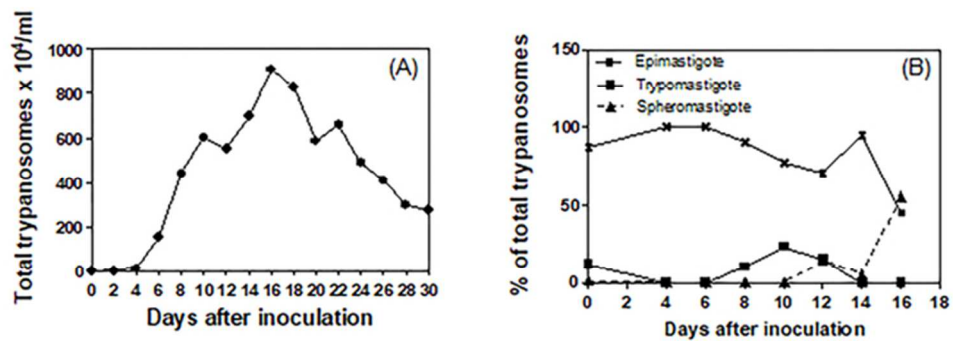 (A)
Total trypanosomes x 10⁴/ml
1000
800
600
400
200
0
0 2 4 6 8 10 12 14 16 18 20 22 24 26 28 30
Days after inoculation
(B)
% of total trypanosomes
150
100
50
0
Epimastigote
Trypomastigote
Spheromastigote
0 2 4 6 8 10 12 14 16 18
Days after inoculation